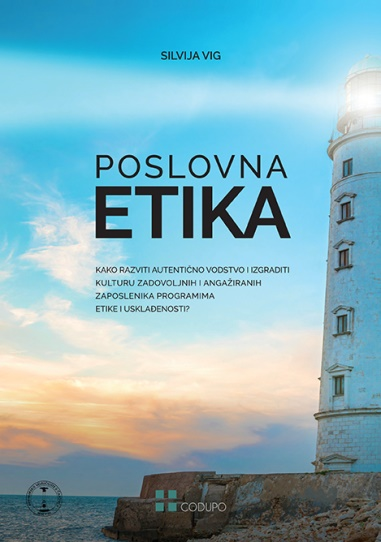 SILVIJA VIG
POSLOVNA
ETIKA
KAKO RAZVITI AUTENTIČNO VODSTVO I IZGRADITI
KULTURU ZADOVOLJNIH I ANGAŽIRANIH
ZAPOSLENIKA PROGRAMIMA
ETIKE I USKLAĐENOSTI?
CODUPO